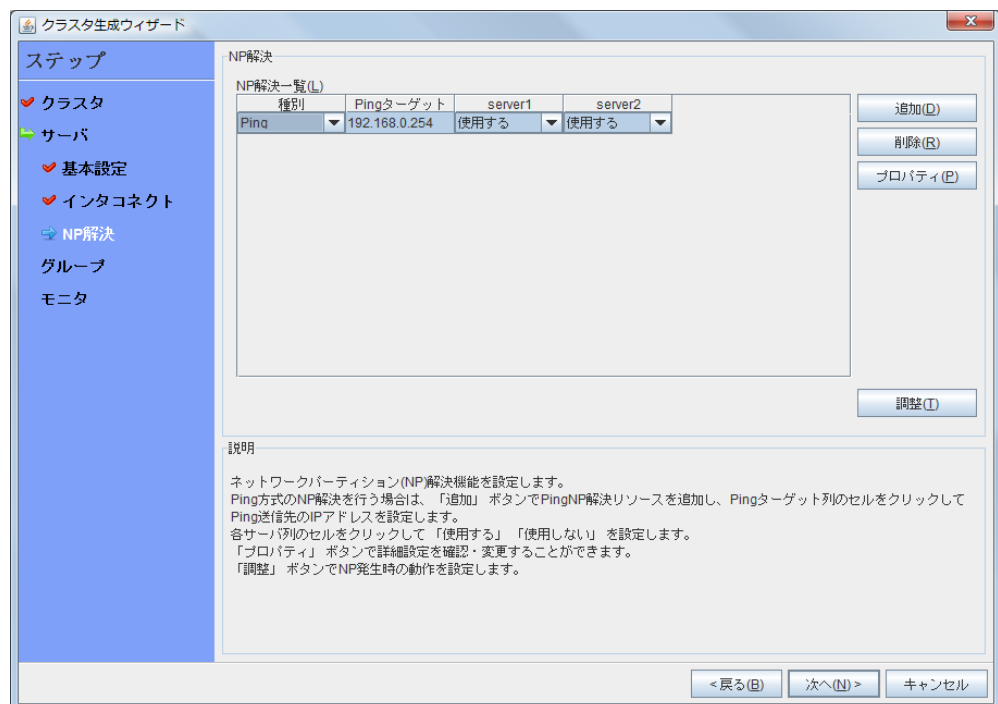 クラスタ生成ウィザード
ステップ
クラスタ
サーバ
基本設定
インタコネクト
NP解決
グループ
モニタ
NP解決
NP解決一覧(L)
種別 Pingターゲット server1 server2
Ping 192.168.0.254 使用する 使用する
追加(D)
削除(R)
プロパティ(P)
調整(T)
説明
ネットワークパーティション(NP)解決機能を設定します。
Ping方式のNP解決を行う場合は、「追加」 ボタンでPingNP解決リソースを追加し、Pingターゲット列のセルをクリックして
Ping送信先のIPアドレスを設定します。
各サーバ列のセルをクリックして 「使用する」 「使用しない」 を設定します。
「プロパティ」 ボタンで詳細設定を確認・変更することができます。
「調整」 ボタンでNP発生時の動作を設定します。
<戻る(B) 次へ(N)> キャンセル